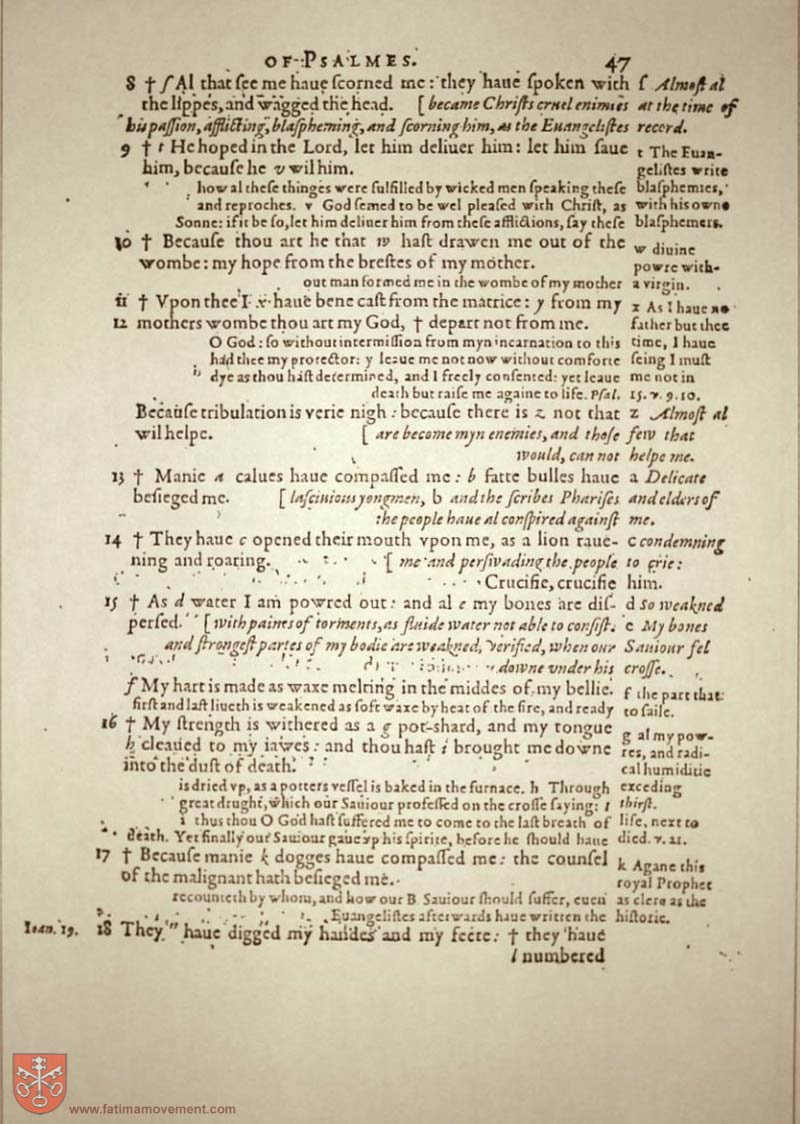 OF PSALMES. 47
8 † ſ Al that ſee me haue ſcorned me: they haue ſpoken with ſ Almoſt al
the lippes, and wagged the head. [became Chriſts cruel enimies at the time of
his paſſion, afflicting, blaſpheming, and ſcorning him, as the Euangeliſtes record.
9 † t He hoped in the Lord, let him deliuer him: let him ſaue t The Euan-
him, becauſe he v wil him. geliſtes write
how al theſe thinges were fulfilled by wicked men ſpeaking theſe blaſphemies,
and reproches. v God ſemed to be wel pleaſed with Chriſt, as with his owne
Sonne: if it be ſo, let him deliuer him from theſe afflictions, ſay theſe blaſphemers.
10 † Becauſe thou art he that w haſt drawen me out of the w diuine
wombe: my hope from the breſtes of my mother. powre with-
out man formed me in the wombe of my mother a virgin.
11 † Vpon thee I x haue bene caſt from the matrice: y from my x As I haue no
12 mothers wombe thou art my God, † depart not from me. father but thee
O God: ſo without intermiſſion from myn incarnation to this time, I haue
had thee my protector: y leaue me not now without comforte ſeing I muſt
dye as thou haſt determined, and I freely conſented: yet leaue me not in
death but raiſe me againe to life. Pſal. 15. v. 9. 10.
Becauſe tribulation is verie nigh: becauſe there is z not that z Almoſt al
wil helpe. [are become myn enemies, and thoſe few that
would, can not helpe me.
13 † Manie a calues haue compaſſed me: b fatte bulles haue a Delicate
beſieged me. [laſciuious yongmen, b and the ſcribes Phariſes and elders of
the people haue al conſpired againſt me.
14 † They haue c opened their mouth vpon me, as a lion raue- c condemning
ning and roaring. [me and perſwading the people to crie:
Crucifie, crucifie him.
15 † As d water I am powred out: and al e my bones are diſ- d So weakned
perſed. [with paines of torments, as fluide water not able to conſiſt. e My bones
and ſtrongeſt partes of my bodie are weakned, verified, when our Sauiour fel
downe vnder his croſſe.
f My hart is made as waxe melting in the middes of my bellie. f the part that
firſt and laſt liueth is weakened as ſoft waxe by heat of the fire, and ready to faile.
16 † My ſtrength is withered as a g pot-shard, and my tongue g al my pow-
h cleaued to my iawes: and thou haſt i brought me downe res, and radi-
into the duſt of death. cal humiditie
is dried vp, as a potters veſſel is baked in the furnace. h Through exceding
great drught, which our Sauiour profeſſed on the croſſe ſaying: I thirſt.
i thus thou O God haſt ſuffered me to come to the laſt breath of life, next to
death. Yet finally our Sauiour gaue vp his ſpirite, before he ſhould haue died. v. 21.
17 † Becauſe manie k dogges haue compaſſed me: the counſel k Agane this
of the malignant hath beſieged me. royal Prophet
recounteth by whom, and how our B Sauiour ſhould ſuffer, euen as clere as the
Euangeliſtes afterwards haue written the hiſtorie.
Ioan. 19. 18 They " haue digged my handes and my feete: † they haue
l numbered
www.fatimamovement.com